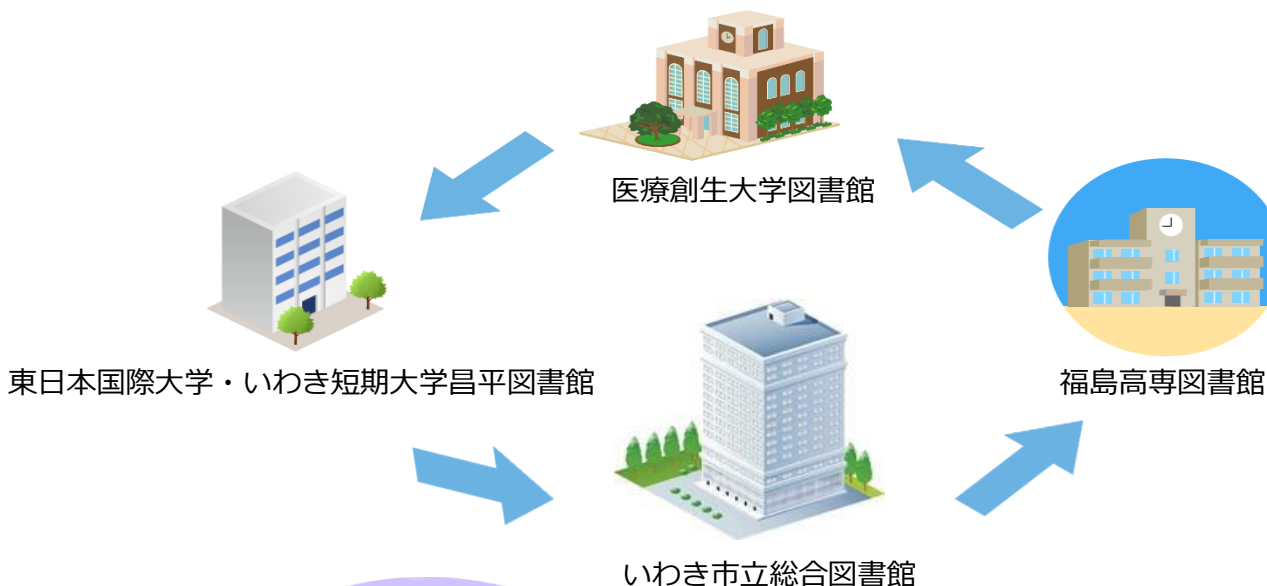 医療創生大学図書館
東日本国際大学・いわき短期大学昌平図書館
福島高専図書館
いわき市立総合図書館